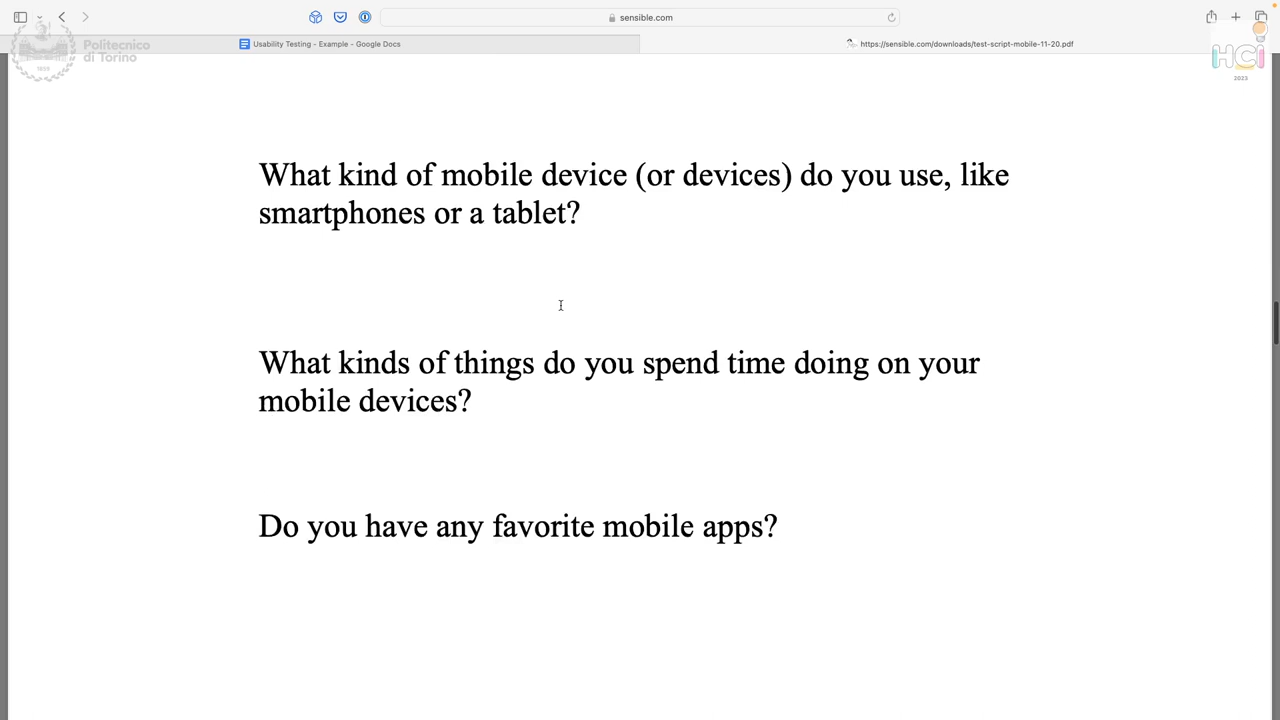 sensible.com
Politecnico
di Torino
1859
Usability Testing - Example - Google Docs
https://sensible.com/downloads/test-script-mobile-11-20.pdf
HCI
2023
What kind of mobile device (or devices) do you use, like
smartphones or a tablet?
What kinds of things do you spend time doing on your
mobile devices?
Do you have any favorite mobile apps?